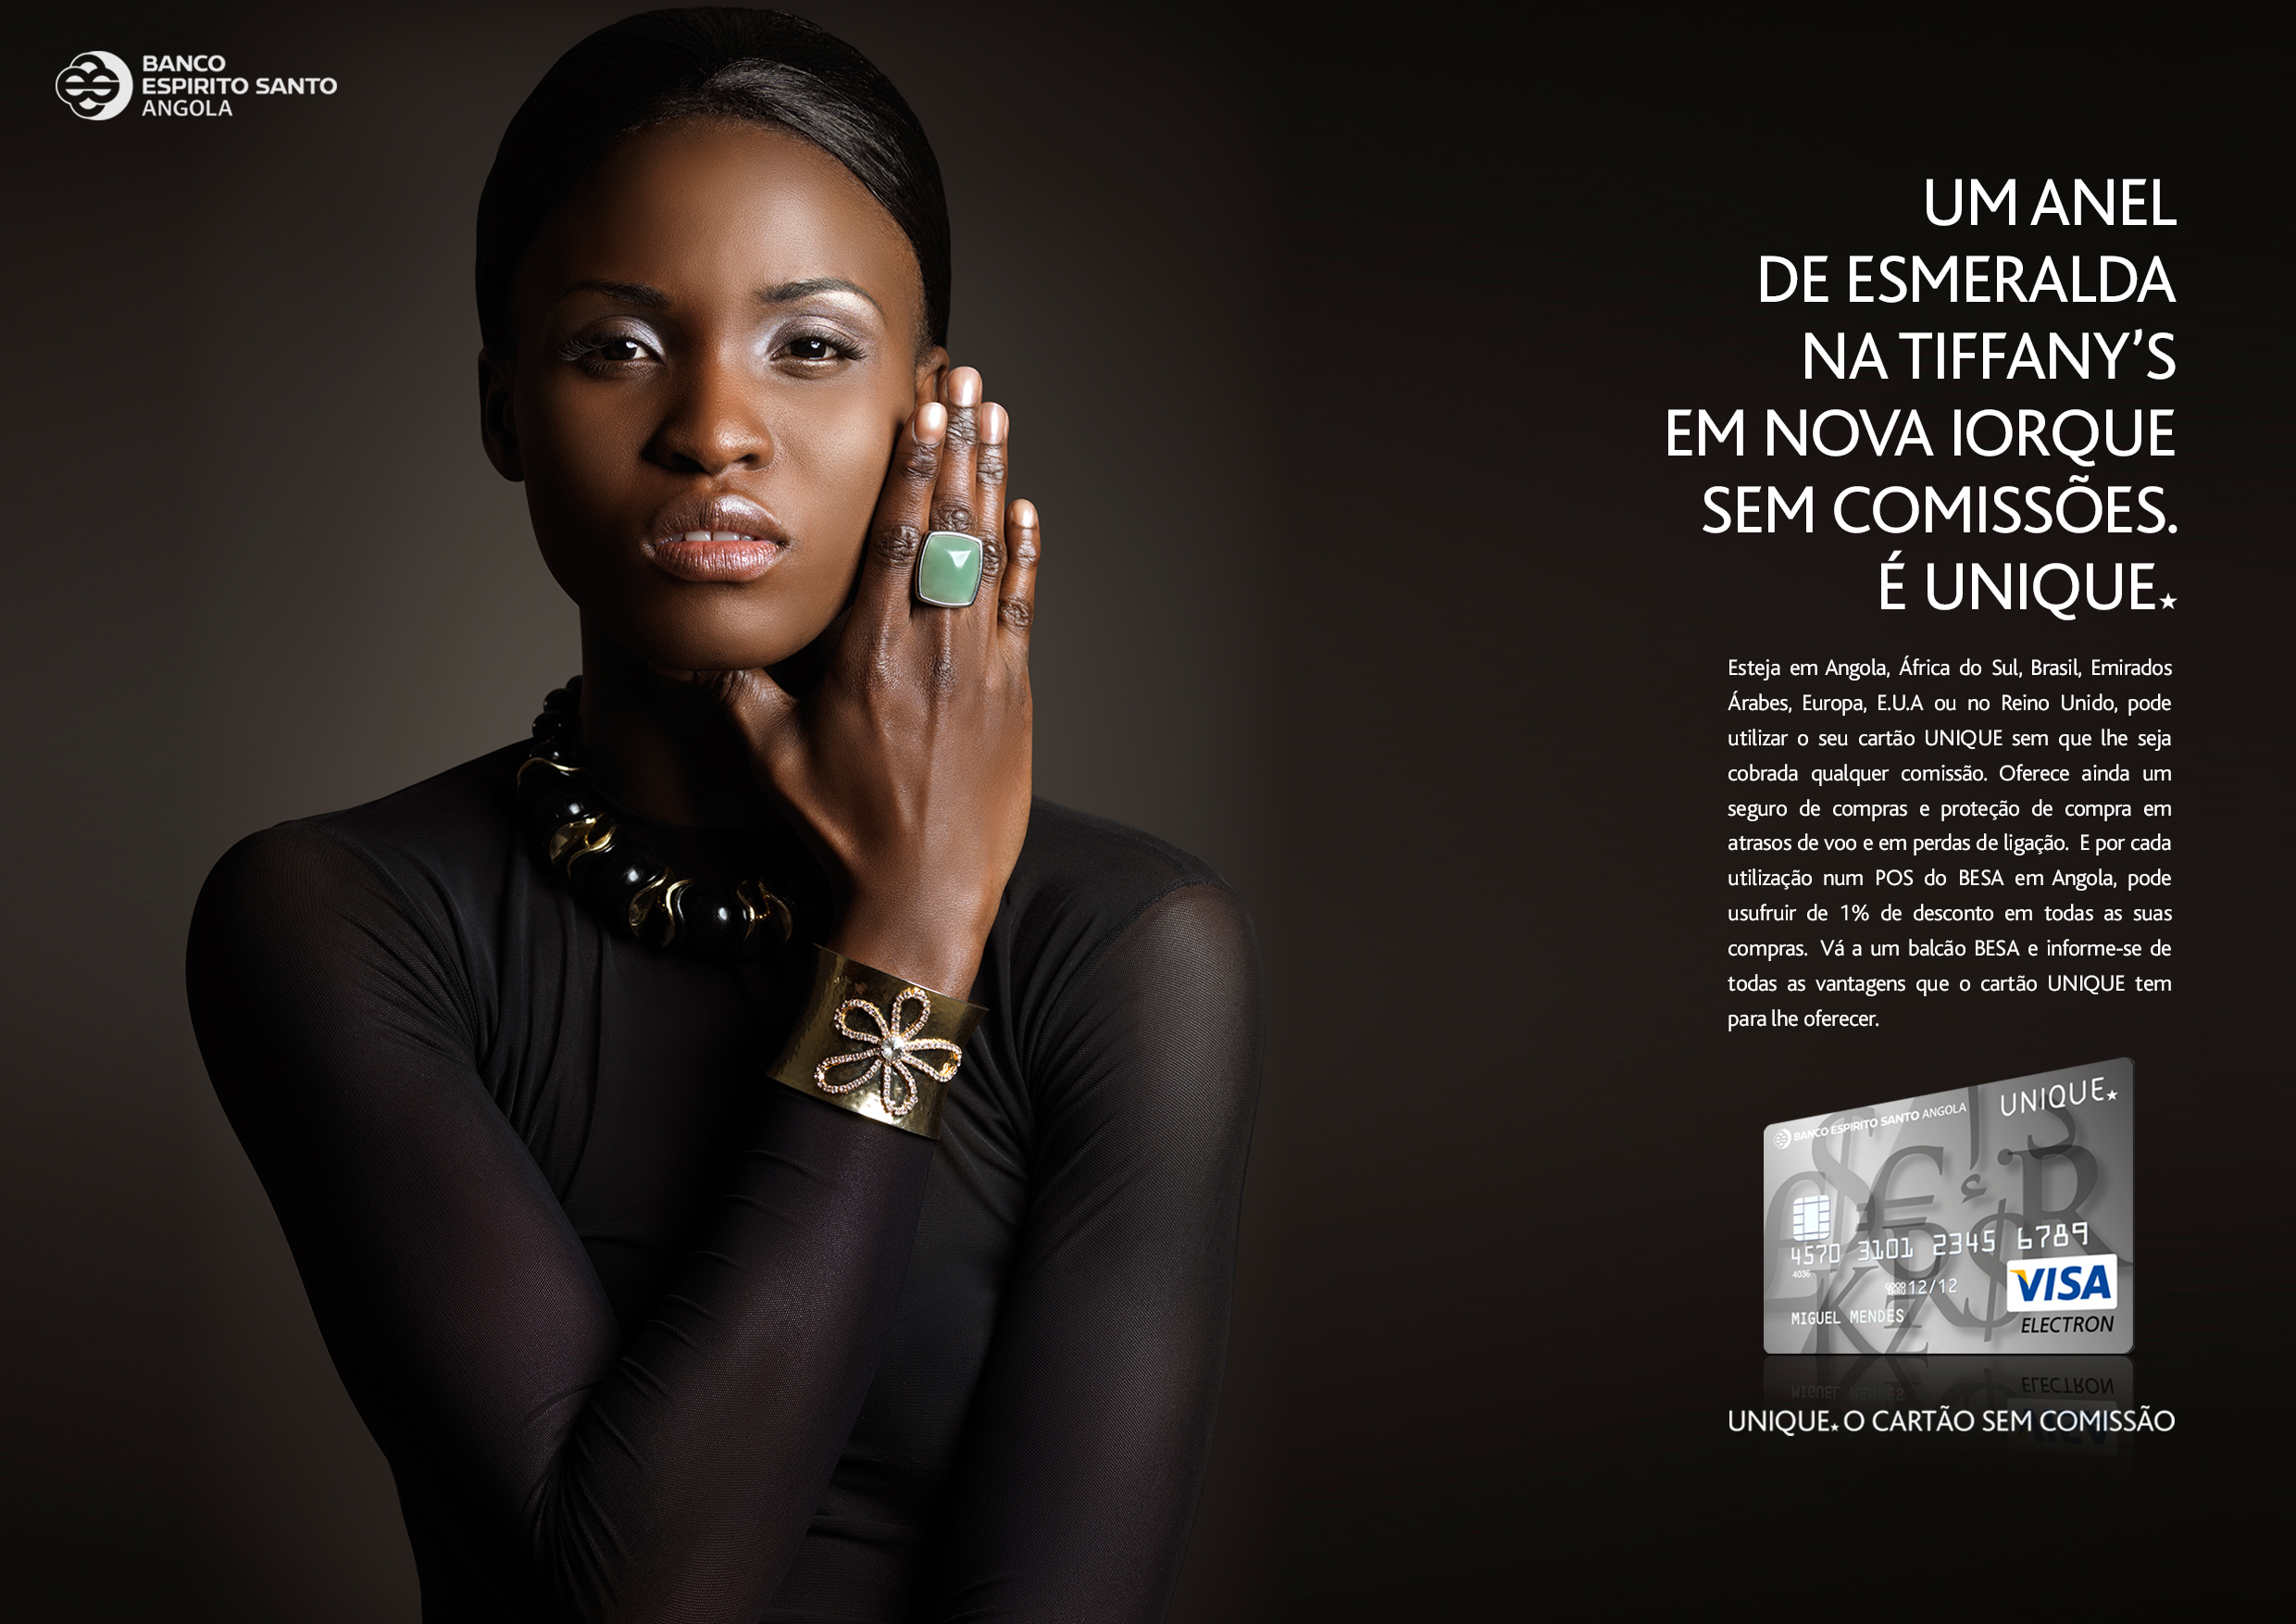 BANCO
ESPIRITO SANTO
ANGOLA
UM ANEL
DE ESMERALDA
NA TIFFANY'S
EM NOVA IORQUE
SEM COMISSÕES.
É UNIQUE★
Esteja em Angola, África do Sul, Brasil, Emirados
Árabes, Europa, E.U.A ou no Reino Unido, pode
utilizar o seu cartão UNIQUE sem que lhe seja
cobrada qualquer comissão. Oferece ainda um
seguro de compras e proteção de compra em
atrasos de voo e em perdas de ligação. E por cada
utilização num POS do BESA em Angola, pode
usufruir de 1% de desconto em todas as suas
compras. Vá a um balcão BESA e informe-se de
todas as vantagens que o cartão UNIQUE tem
para lhe oferecer.
UNIQUE★
BANCO ESPIRITO SANTO ANGOLA
4570 3101 2345 6789
4036
12/12
MIGUEL MENDES
VISA
ELECTRON
UNIQUE★ O CARTÃO SEM COMISSÃO